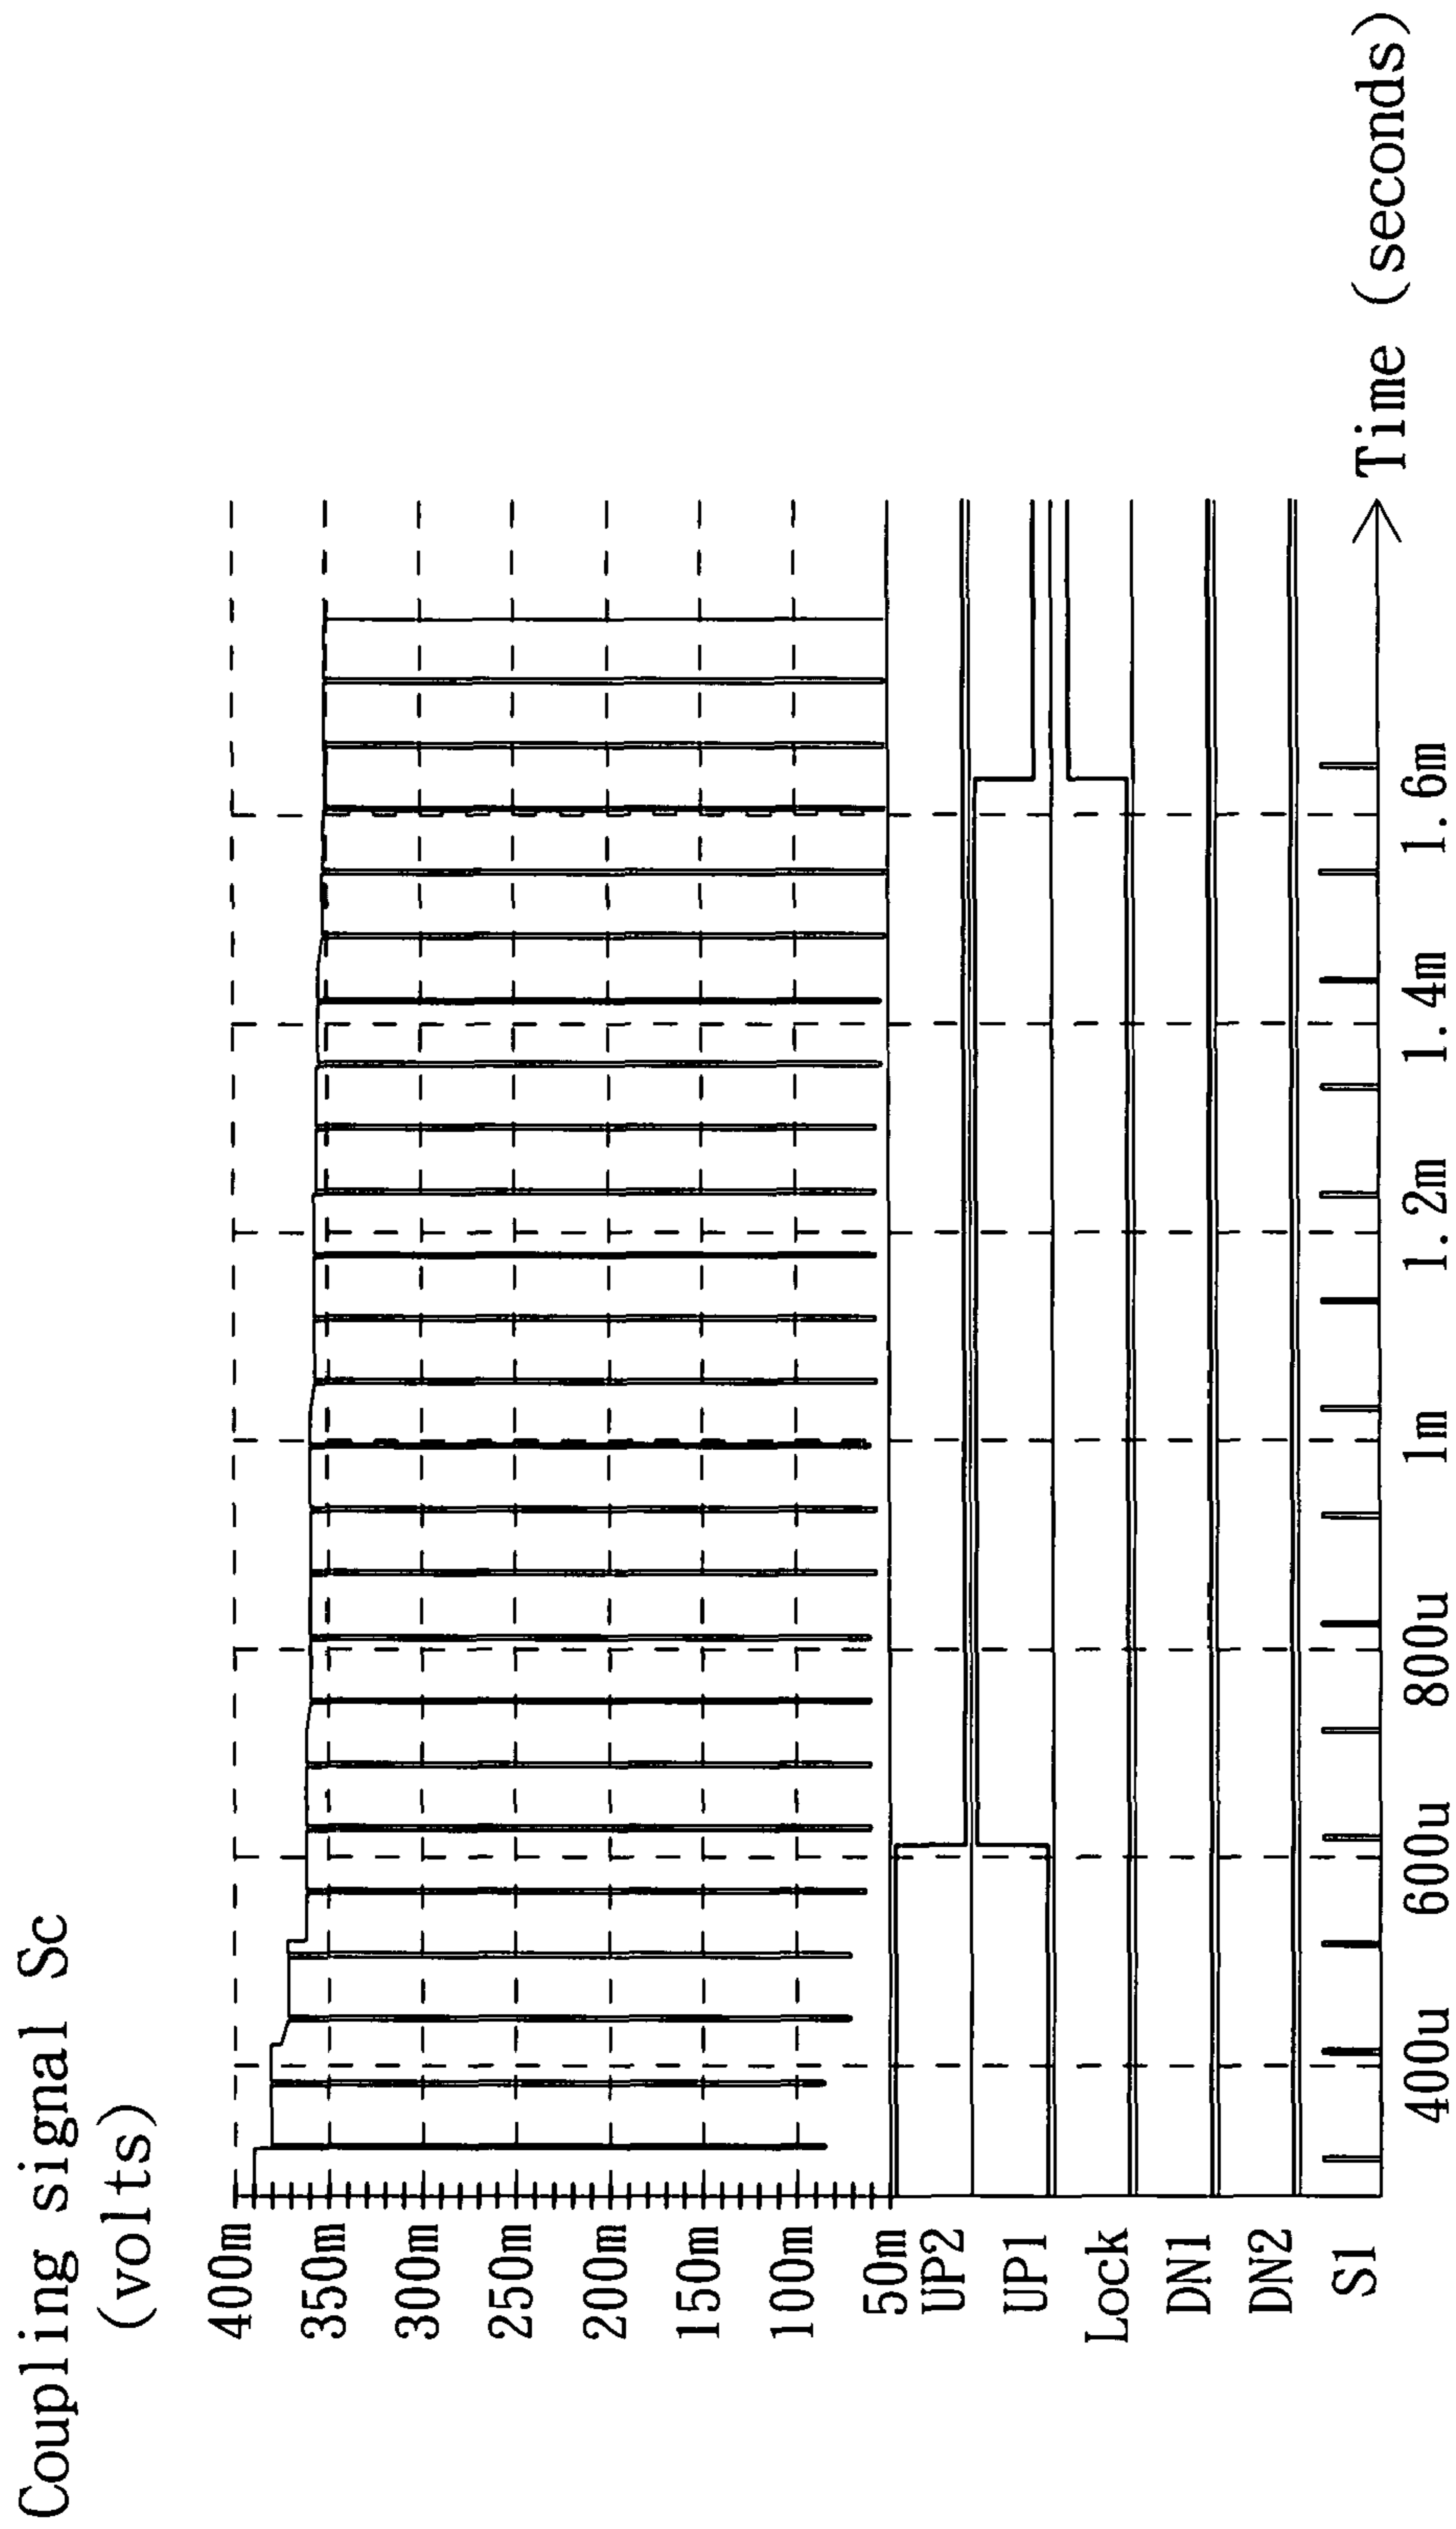 Coupling signal Sc
(volts)
400m
350m
300m
250m
200m
150m
100m
50m
UP2
UP1
Lock
DN1
DN2
S1
400u 600u 800u 1m 1. 2m 1. 4m 1. 6m
Time (seconds)